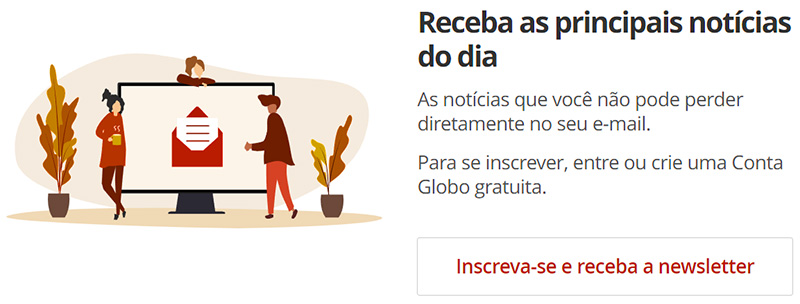 Receba as principais notícias
do dia
As notícias que você não pode perder
diretamente no seu e-mail.
Para se inscrever, entre ou crie uma Conta
Globo gratuita.
Inscreva-se e receba a newsletter